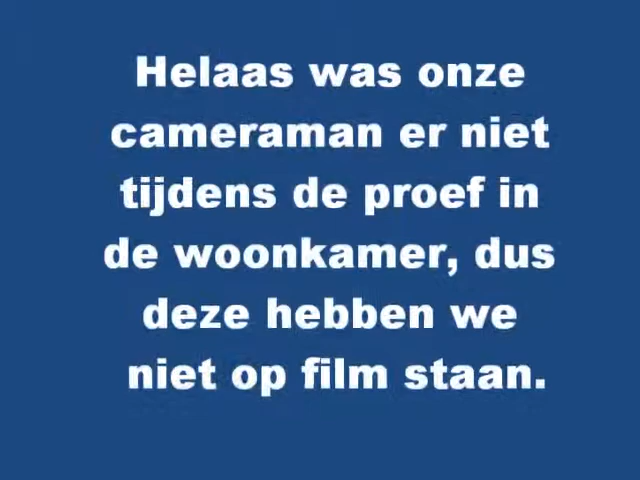 Helaas was onze
cameraman er niet
tijdens de proef in
de woonkamer, dus
deze hebben we
niet op film staan.